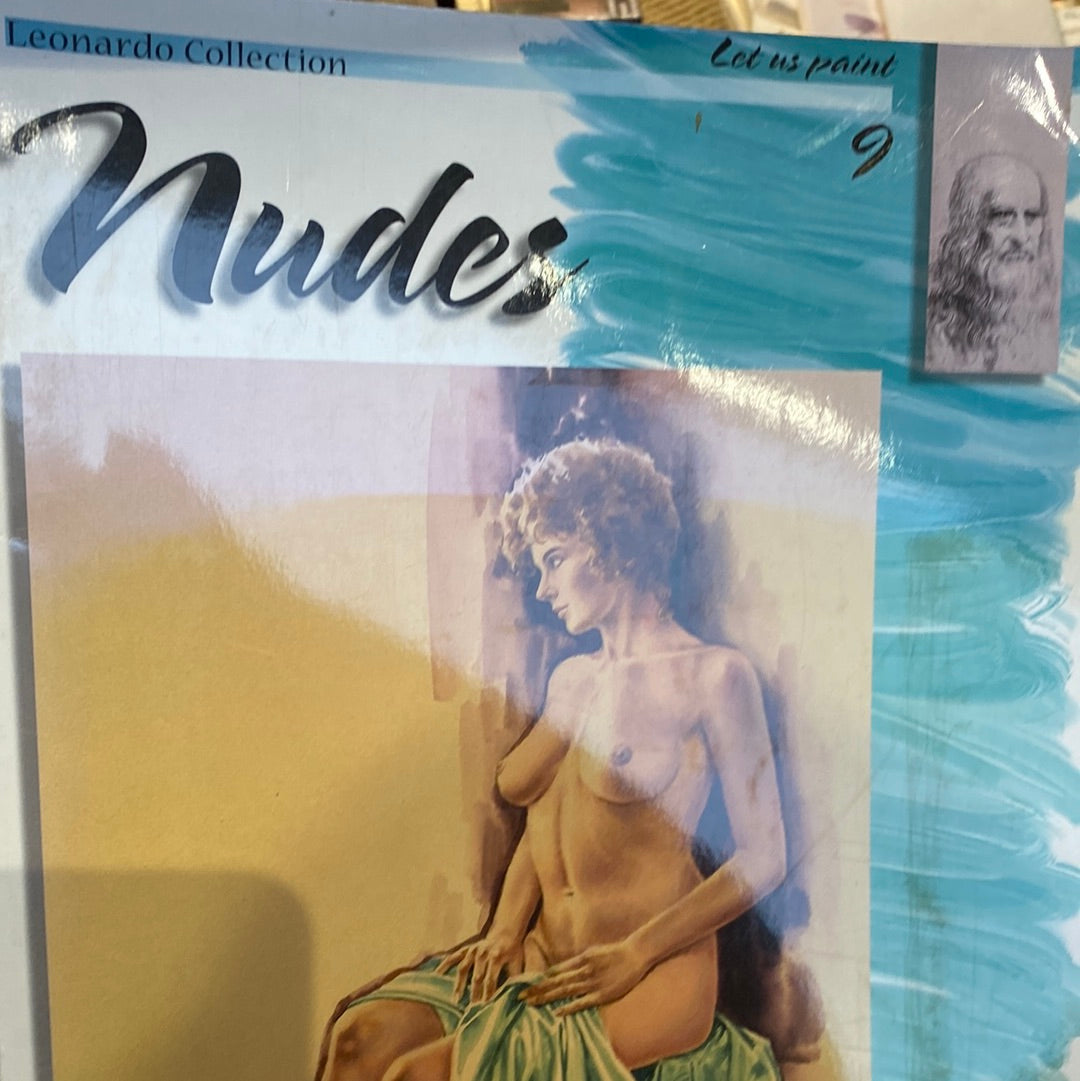 Leonardo Collection
Let us paint
9
Nudes